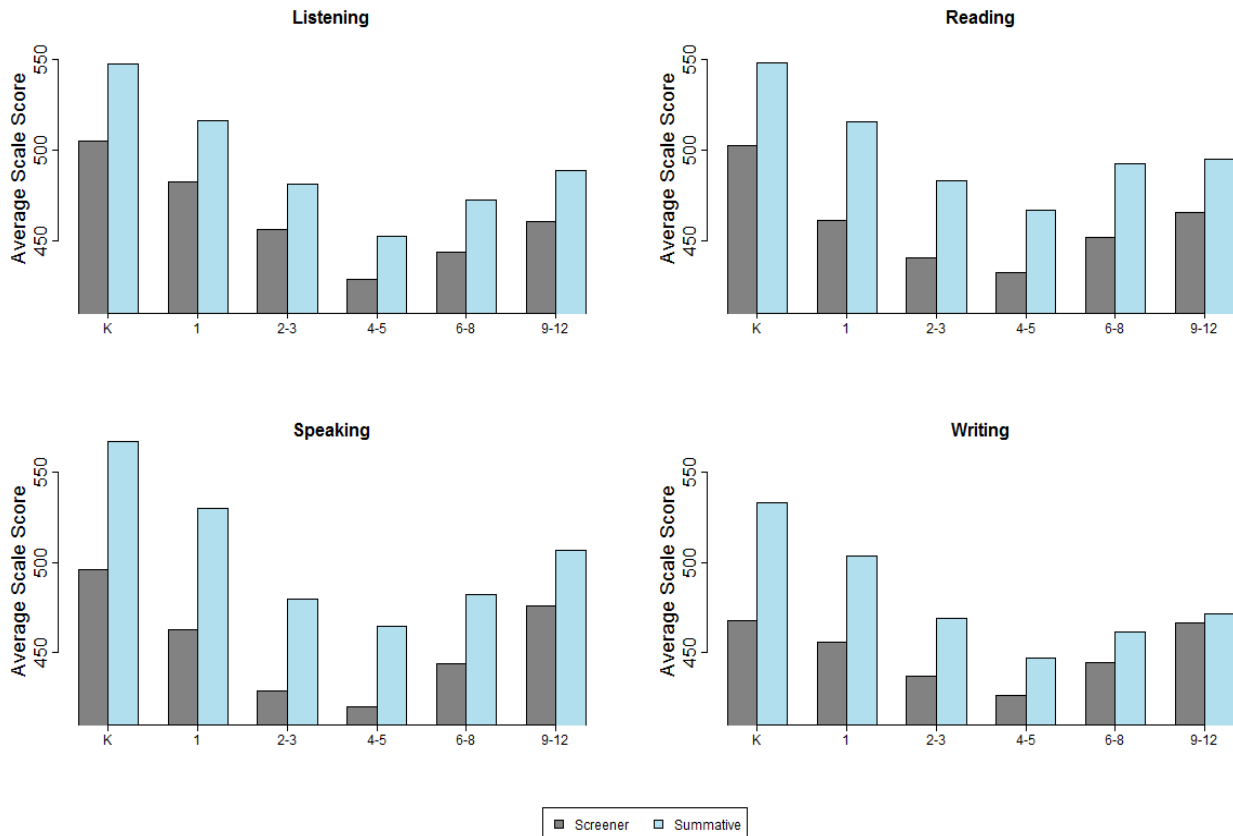 Listening
Average Scale Score
550
500
450
K 1 2-3 4-5 6-8 9-12
Reading
Average Scale Score
550
500
450
K 1 2-3 4-5 6-8 9-12
Speaking
Average Scale Score
550
500
450
K 1 2-3 4-5 6-8 9-12
Writing
Average Scale Score
550
500
450
K 1 2-3 4-5 6-8 9-12
Screener Summative